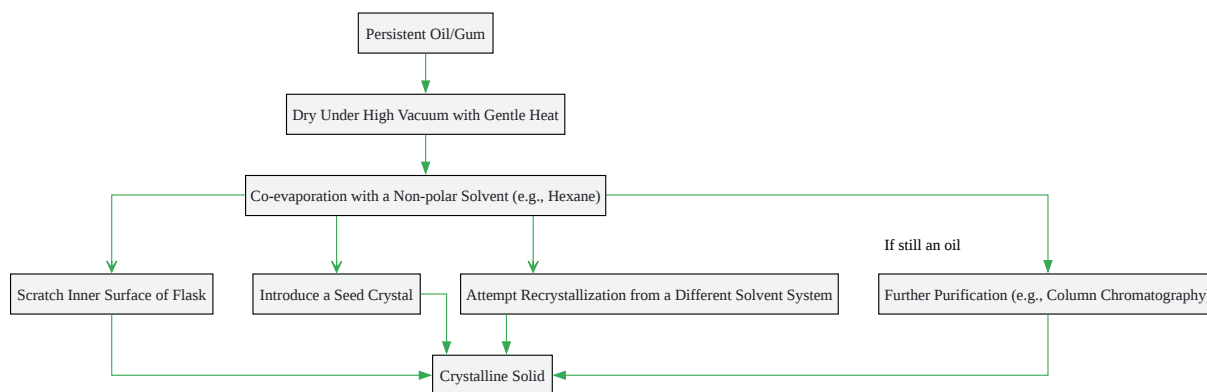 Persistent Oil/Gum
Dry Under High Vacuum with Gentle Heat
Co-evaporation with a Non-polar Solvent (e.g., Hexane)
If still an oil
Scratch Inner Surface of Flask
Introduce a Seed Crystal
Attempt Recrystallization from a Different Solvent System
Further Purification (e.g., Column Chromatography)
Crystalline Solid